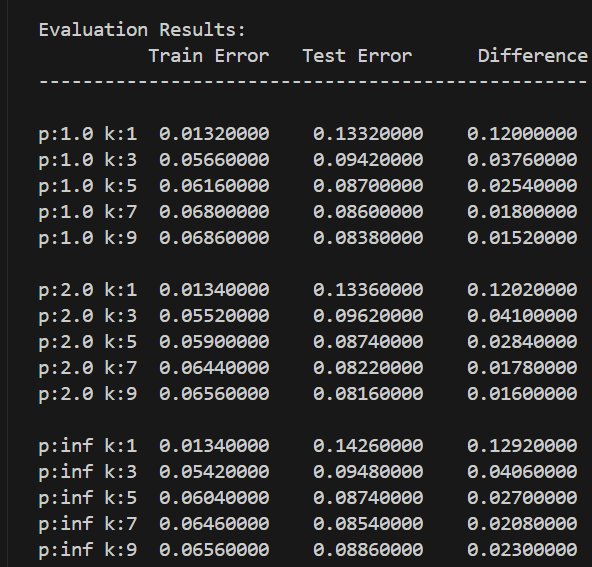 Evaluation Results:
Train Error Test Error Difference
--------------------------------------------------
p:1.0 k:1 0.01320000 0.13320000 0.12000000
p:1.0 k:3 0.05660000 0.09420000 0.03760000
p:1.0 k:5 0.06160000 0.08700000 0.02540000
p:1.0 k:7 0.06800000 0.08600000 0.01800000
p:1.0 k:9 0.06860000 0.08380000 0.01520000
p:2.0 k:1 0.01340000 0.13360000 0.12020000
p:2.0 k:3 0.05520000 0.09620000 0.04100000
p:2.0 k:5 0.05900000 0.08740000 0.02840000
p:2.0 k:7 0.06440000 0.08220000 0.01780000
p:2.0 k:9 0.06560000 0.08160000 0.01600000
p:inf k:1 0.01340000 0.14260000 0.12920000
p:inf k:3 0.05420000 0.09480000 0.04060000
p:inf k:5 0.06040000 0.08740000 0.02700000
p:inf k:7 0.06460000 0.08540000 0.02080000
p:inf k:9 0.06560000 0.08860000 0.02300000